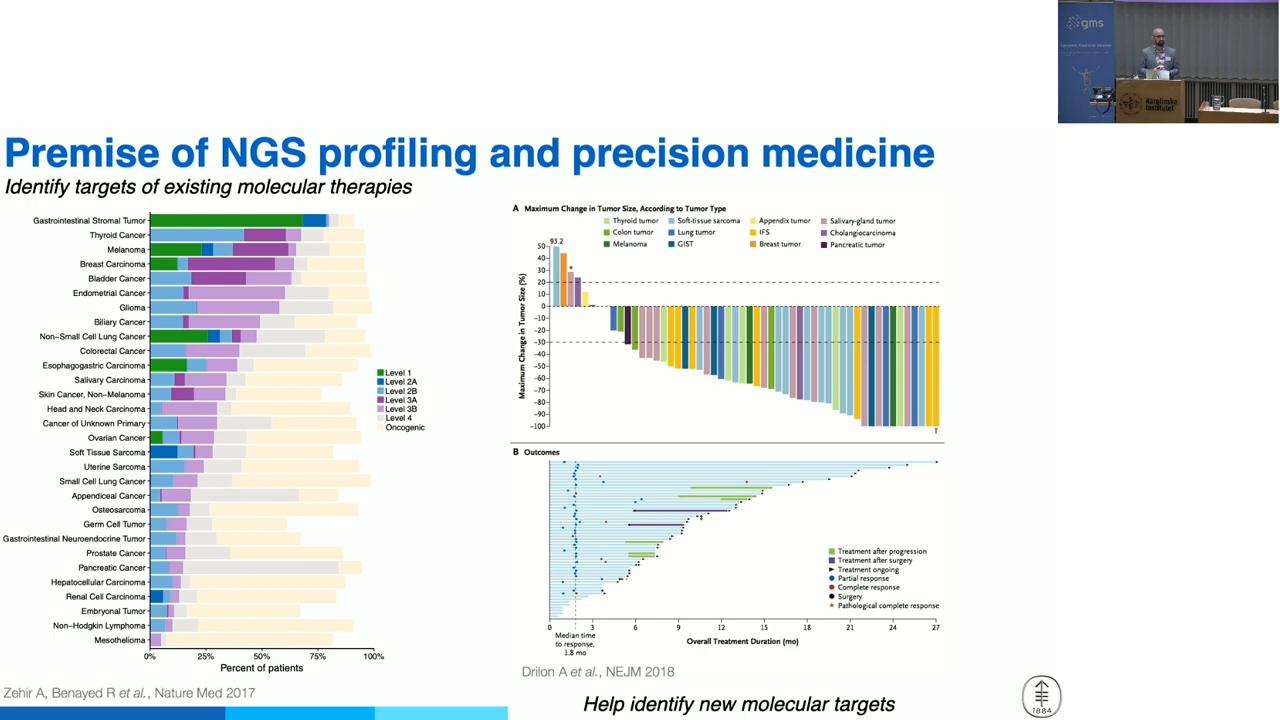 gms
Karolinska
Institutet
Premise of NGS profiling and precision medicine
Identify targets of existing molecular therapies
Gastrointestinal Stromal Tumor
Thyroid Cancer
Melanoma
Breast Carcinoma
Bladder Cancer
Endometrial Cancer
Glioma
Biliary Cancer
Non-Small Cell Lung Cancer
Colorectal Cancer
Esophagogastric Carcinoma
Salivary Carcinoma
Skin Cancer, Non-Melanoma
Head and Neck Carcinoma
Cancer of Unknown Primary
Ovarian Cancer
Soft Tissue Sarcoma
Uterine Sarcoma
Small Cell Lung Cancer
Appendiceal Cancer
Osteosarcoma
Germ Cell Tumor
Gastrointestinal Neuroendocrine Tumor
Prostate Cancer
Pancreatic Cancer
Hepatocellular Carcinoma
Renal Cell Carcinoma
Embryonal Tumor
Non-Hodgkin Lymphoma
Mesothelioma
0% 25% 50% 75% 100%
Percent of patients
Level 1
Level 2A
Level 2B
Level 3A
Level 3B
Level 4
Oncogenic
Zehir A, Benayed R et al., Nature Med 2017
A Maximum Change in Tumor Size, According to Tumor Type
Thyroid tumor Soft-tissue sarcoma Appendix tumor Salivary-gland tumor
Colon tumor Lung tumor IFS Cholangiocarcinoma
Melanoma GIST Breast tumor Pancreatic tumor
93.2
50
40
30
20
10
0
-10
-20
-30
-40
-50
-60
-70
-80
-90
-100
Maximum Change in Tumor Size (%)
*
†
B Outcomes
Treatment after progression
Treatment after surgery
Treatment ongoing
Partial response
Complete response
Surgery
Pathological complete response
0 3 6 9 12 15 18 21 24 27
Median time
to response,
1.8 mo
Overall Treatment Duration (mo)
Drilon A et al., NEJM 2018
Help identify new molecular targets
1884